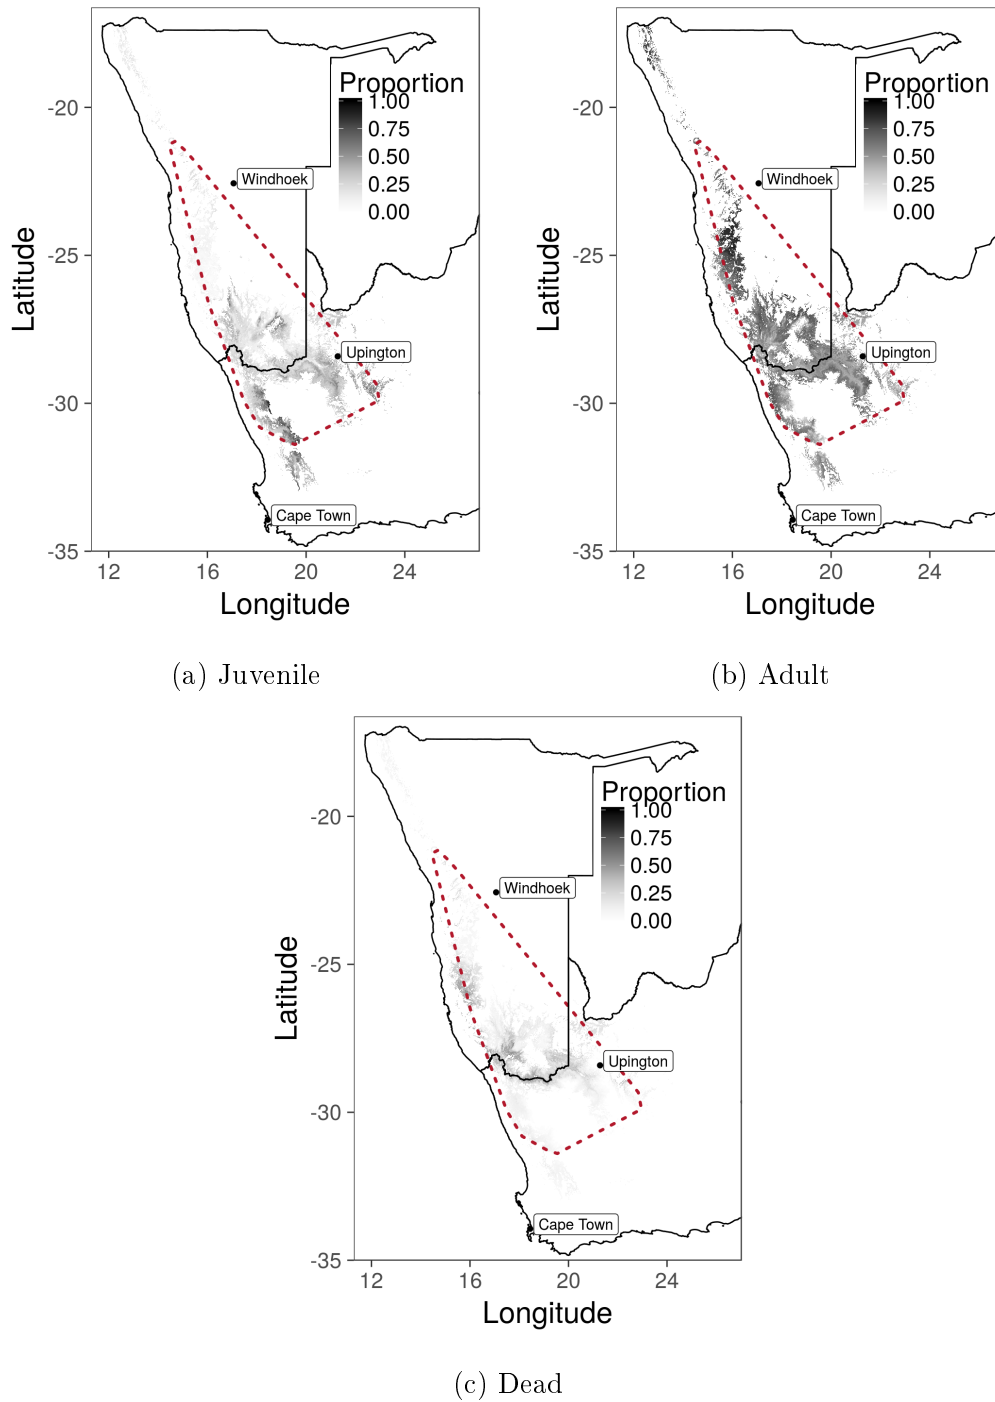 Proportion
1.00
0.75
0.50
0.25
0.00
-20
-25
-30
-35
Latitude
Windhoek
Upington
Cape Town
12 16 20 24
Longitude
(a) Juvenile
Proportion
1.00
0.75
0.50
0.25
0.00
-20
-25
-30
-35
Latitude
Windhoek
Upington
Cape Town
12 16 20 24
Longitude
(b) Adult
Proportion
1.00
0.75
0.50
0.25
0.00
-20
-25
-30
-35
Latitude
Windhoek
Upington
Cape Town
12 16 20 24
Longitude
(c) Dead